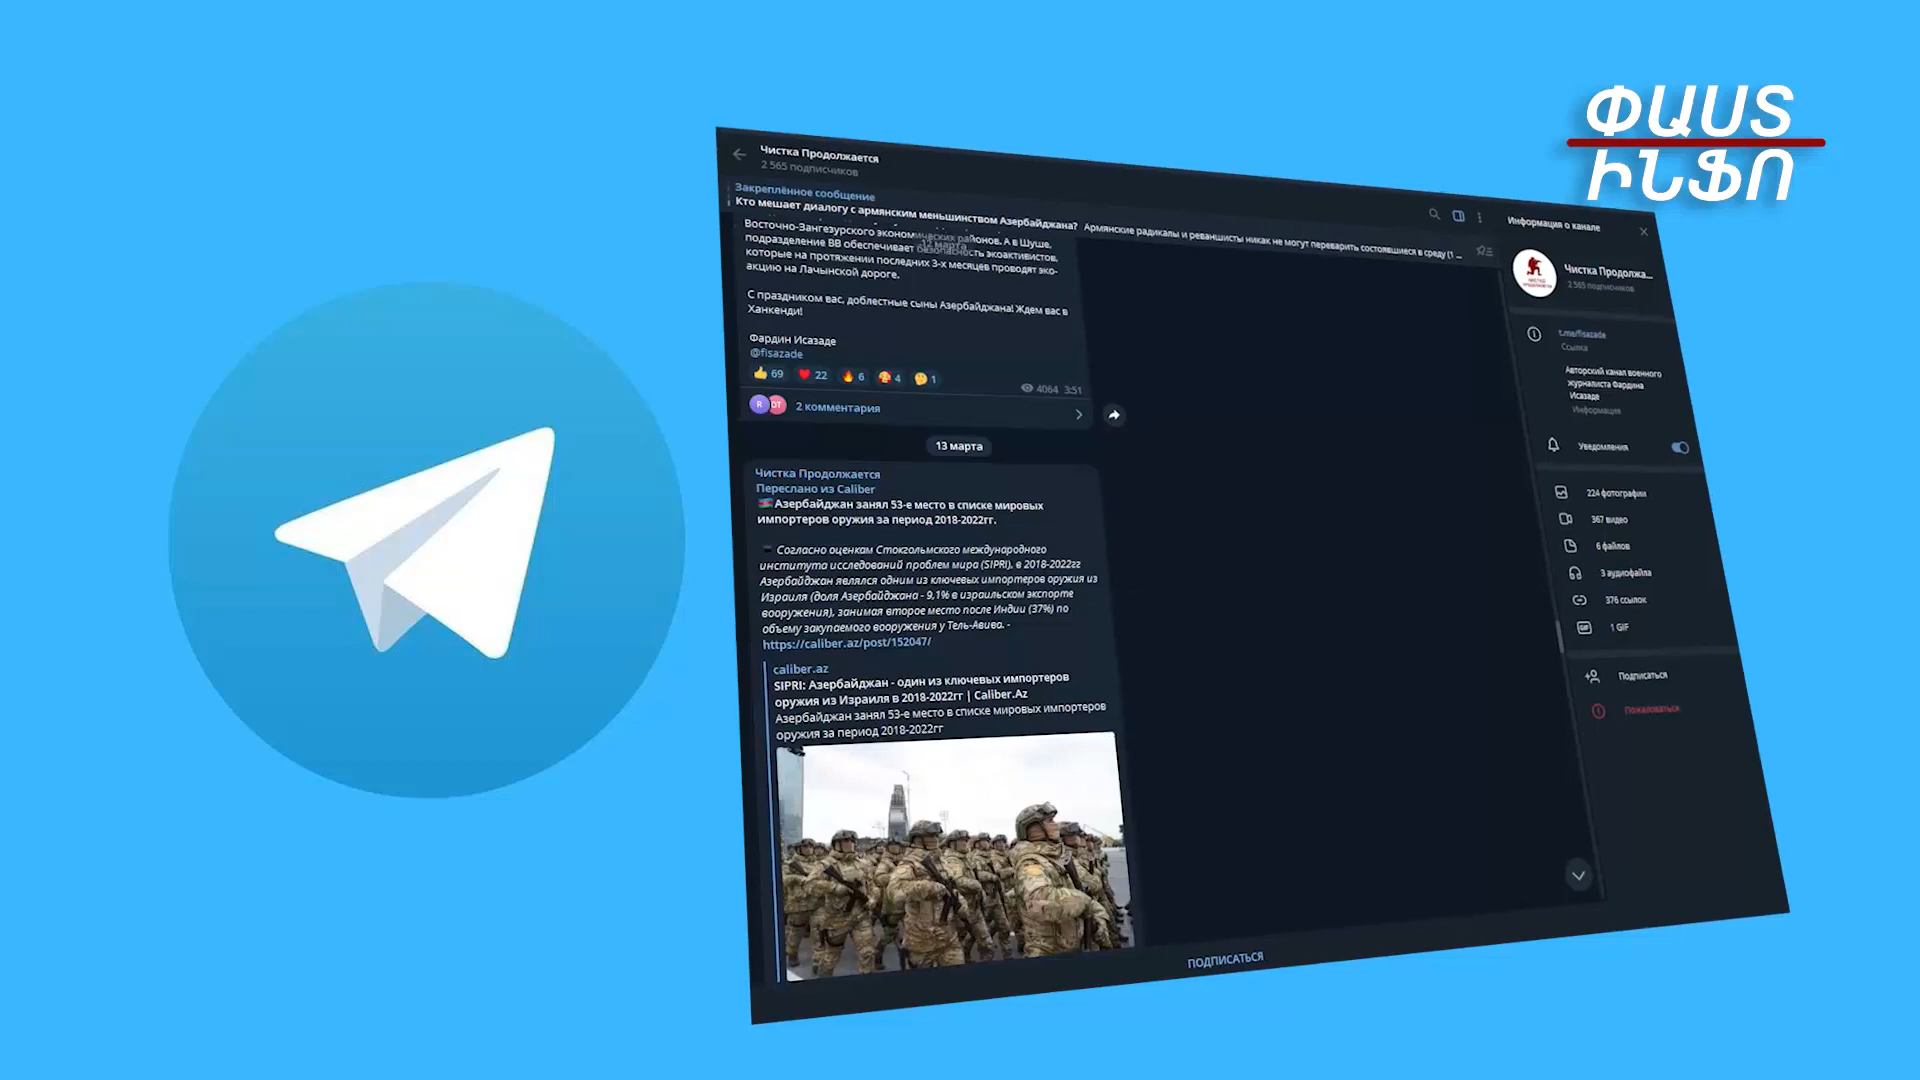 ՓԱՍՏ
ԻՆՖՈ
Чистка Продолжается
2 565 подписчиков
Закреплённое сообщение
Кто мешает диалогу с армянским меньшинством Азербайджана? Армянские радикалы и реваншисты никак не могут переварить состоявшиеся в среду (1 ...
12 марта
Восточно-Зангезурского экономических районов. А в Шуше,
подразделение ВВ обеспечивает безопасность экоактивистов,
которые на протяжении последних 3-х месяцев проводят эко-
акцию на Лачынской дороге.
С праздником вас, доблестные сыны Азербайджана! Ждем вас в
Ханкенди!
Фардин Исазаде
@fisazade
69 22 6 4 1
4064 3:51
R DT 2 комментария
13 марта
Чистка Продолжается
Переслано из Caliber
Азербайджан занял 53-е место в списке мировых
импортеров оружия за период 2018-2022гг.
Согласно оценкам Стокгольмского международного
института исследований проблем мира (SIPRI), в 2018-2022гг
Азербайджан являлся одним из ключевых импортеров оружия из
Израиля (доля Азербайджана - 9,1% в израильском экспорте
вооружения), занимая второе место после Индии (37%) по
объему закупаемого вооружения у Тель-Авива. -
https://caliber.az/post/152047/
caliber.az
SIPRI: Азербайджан - один из ключевых импортеров
оружия из Израиля в 2018-2022гг | Caliber.Az
Азербайджан занял 53-е место в списке мировых импортеров
оружия за период 2018-2022гг
ПОДПИСАТЬСЯ
Информация о канале
Чистка Продолжа...
2 565 подписчиков
t.me/fisazade
Ссылка
Авторский канал военного
журналиста Фардина
Исазаде
Информация
Уведомления
224 фотографии
367 видео
6 файлов
3 аудиофайла
376 ссылок
GIF 1 GIF
Подписаться
Пожаловаться